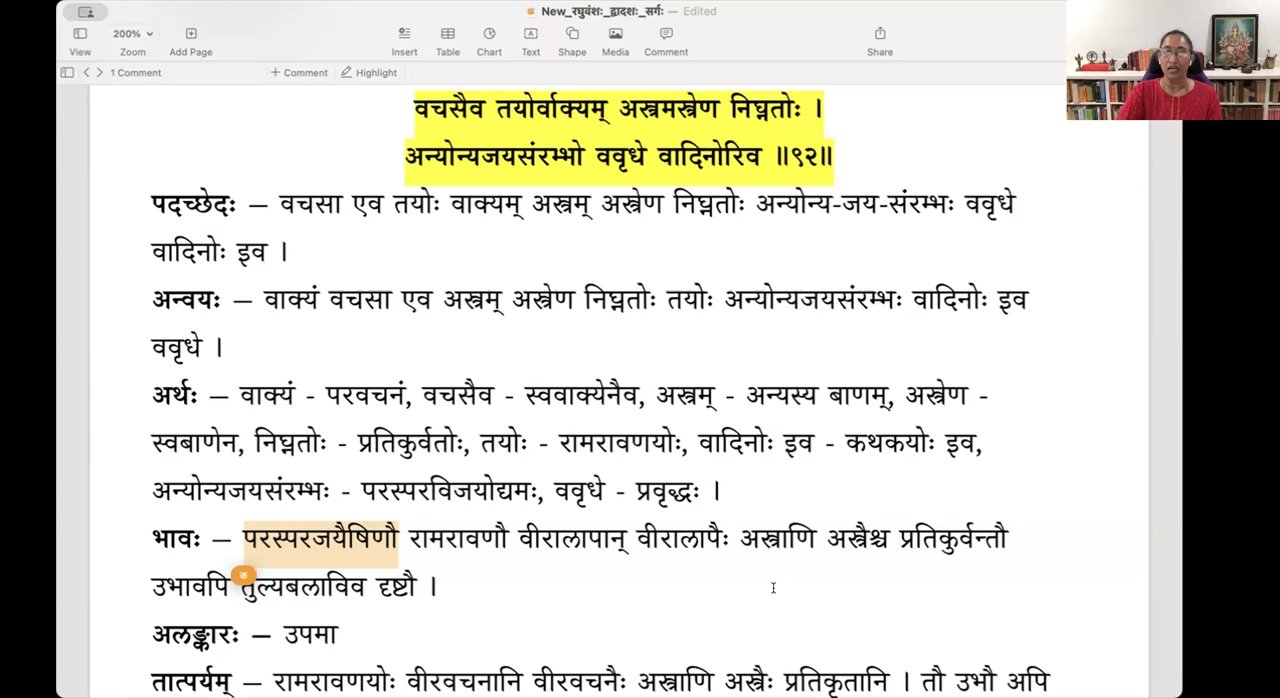 New_रघुवंशः_द्वादशः_सर्गः — Edited
200%
View Zoom Add Page Insert Table Chart Text Shape Media Comment Share
1 Comment + Comment Highlight
वचसैव तयोर्वाक्यम् अस्त्रमस्त्रेण निघ्नतोः ।
अन्योन्यजयसंरम्भो ववृधे वादिनोरिव ॥९२॥
पदच्छेदः — वचसा एव तयोः वाक्यम् अस्त्रम् अस्त्रेण निघ्नतोः अन्योन्य-जय-संरम्भः ववृधे
वादिनोः इव ।
अन्वयः — वाक्यं वचसा एव अस्त्रम् अस्त्रेण निघ्नतोः तयोः अन्योन्यजयसंरम्भः वादिनोः इव
ववृधे ।
अर्थः — वाक्यं - परवचनं, वचसैव - स्ववाक्येनैव, अस्त्रम् - अन्यस्य बाणम्, अस्त्रेण -
स्वबाणेन, निघ्नतोः - प्रतिकुर्वतोः, तयोः - रामरावणयोः, वादिनोः इव - कथकयोः इव,
अन्योन्यजयसंरम्भः - परस्परविजयोद्यमः, ववृधे - प्रवृद्धः ।
भावः — परस्परजयैषिणौ रामरावणौ वीरालापान् वीरालापैः अस्त्राणि अस्त्रैश्च प्रतिकुर्वन्तौ
उभावपि तुल्यबलाविव दृष्टौ ।
अलङ्कारः — उपमा
तात्पर्यम् — रामरावणयोः वीरवचनानि वीरवचनैः अस्त्राणि अस्त्रैः प्रतिकृतानि । तौ उभौ अपि